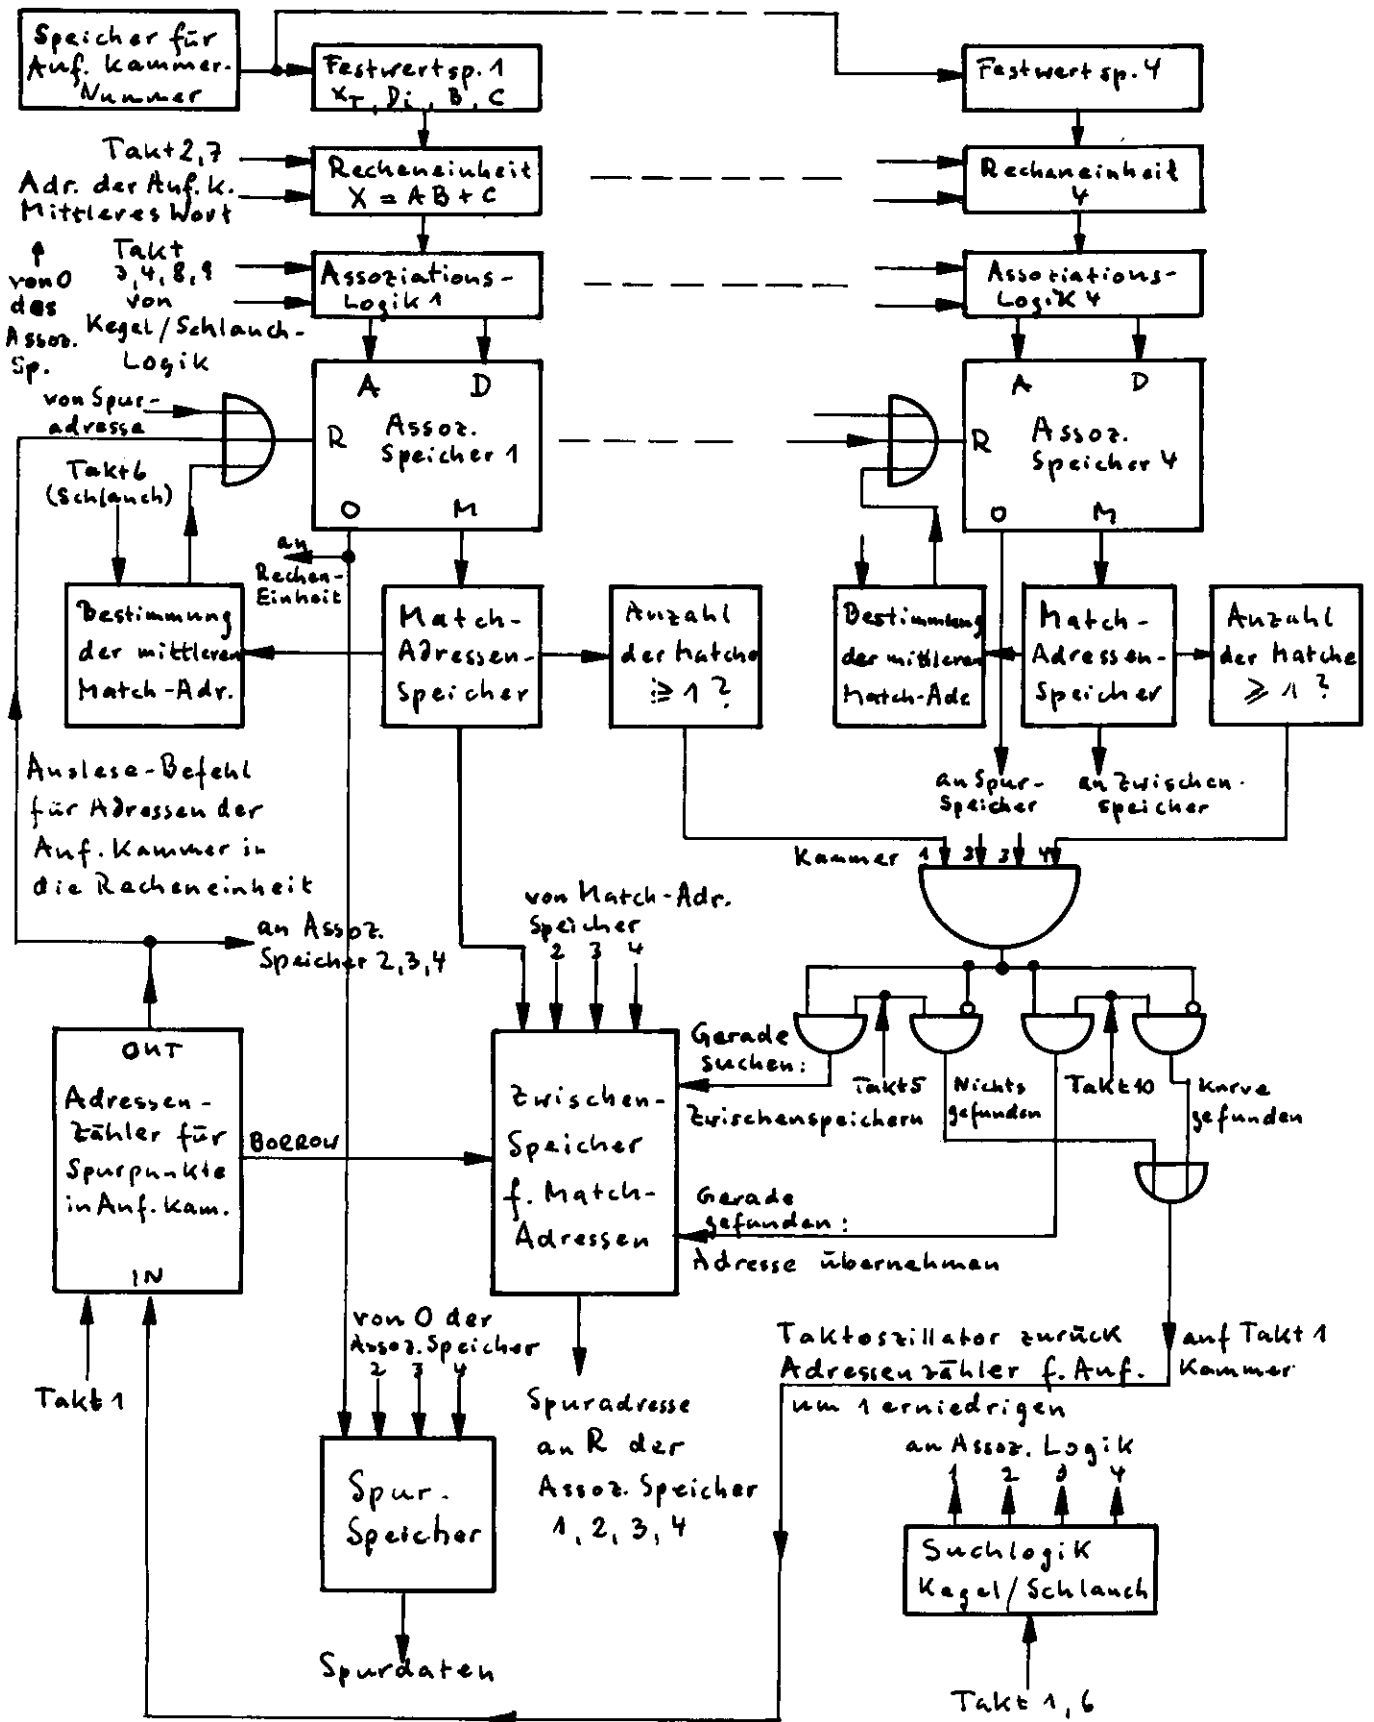 Speicher für
Auf. Kammer-
Nummer
Festwertsp. 1
X_T, Di, B, C
Festwertsp. 4
Takt 2,7
Adr. der Auf. K.
Mittleres Wort
Recheneinheit
X = AB + C
Recheneinheit
4
von O
des
Assoz.
Sp.
Takt
3,4,8,9
von
Kegel/Schlauch-
Logik
Assoziations-
Logik 1
Assoziations-
Logik 4
A D
R Assoz.
Speicher 1
O M
A D
R Assoz.
Speicher 4
O M
von Spur-
adresse
Takt 6
(Schlauch)
an
Rechen-
Einheit
Bestimmung
der mittleren
Match-Adr.
Match-
Adressen-
Speicher
Anzahl
der Matche
≥ 1 ?
Bestimmung
der mittleren
Match-Adr.
Match-
Adressen-
Speicher
Anzahl
der Matche
≥ 1 ?
Auslese-Befehl
für Adressen der
Auf. Kammer in
die Recheneinheit
an Spur-
Speicher
an Zwischen-
speicher
Kammer 1 2 3 4
von Match-Adr.
Speicher
2 3 4
an Assoz.
Speicher 2,3,4
OUT
Adressen-
Zähler für
Spurpunkte
in Auf. Kam.
IN
BORROW
Zwischen-
Speicher
f. Match-
Adressen
Gerade
suchen:
Zwischenspeichern
Takt 5
Nichts
gefunden
Takt 10
Kurve
gefunden
Gerade
gefunden:
Adresse übernehmen
Takt 1
von O der
Assoz. Speicher
2 3 4
Spuradresse
an R der
Assoz. Speicher
1, 2, 3, 4
Taktoszillator zurück auf Takt 1
Adressenzähler f. Auf. Kammer
um 1 erniedrigen
Spur-
Speicher
Spurdaten
an Assoz. Logik
1 2 3 4
Suchlogik
Kegel/Schlauch
Takt 1, 6